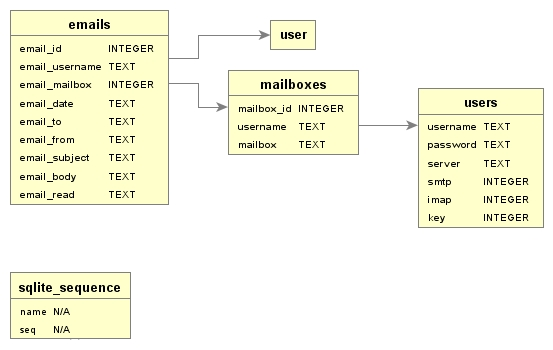 emails
email_id INTEGER
email_username TEXT
email_mailbox INTEGER
email_date TEXT
email_to TEXT
email_from TEXT
email_subject TEXT
email_body TEXT
email_read TEXT
user
mailboxes
mailbox_id INTEGER
username TEXT
mailbox TEXT
users
username TEXT
password TEXT
server TEXT
smtp INTEGER
imap INTEGER
key INTEGER
sqlite_sequence
name N/A
seq N/A